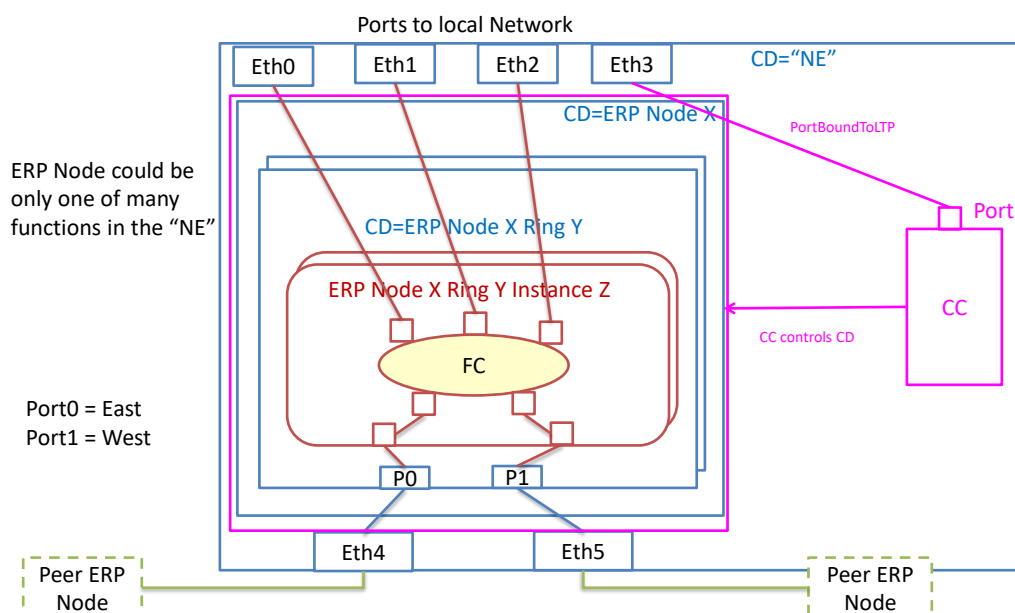 Ports to local Network
Eth0
Eth1
Eth2
Eth3
CD=“NE”
CD=ERP Node X
PortBoundToLTP
ERP Node could be
only one of many
functions in the “NE”
CD=ERP Node X Ring Y
Port
ERP Node X Ring Y Instance Z
CC
CC controls CD
FC
Port0 = East
Port1 = West
P0
P1
Eth4
Eth5
Peer ERP
Node
Peer ERP
Node